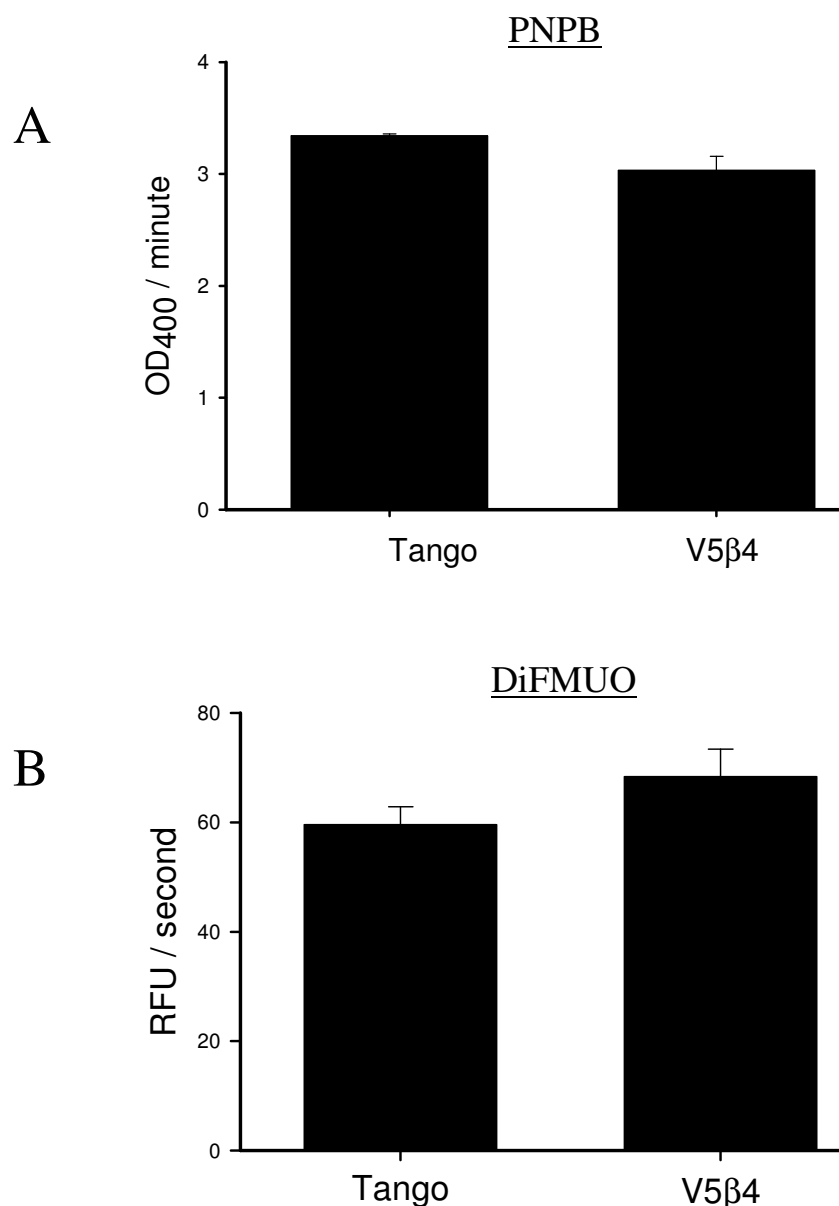 PNPB
A
4
3
2
1
0
OD400 / minute
Tango V5β4
DiFMUO
B
80
60
40
20
0
RFU / second
Tango V5β4